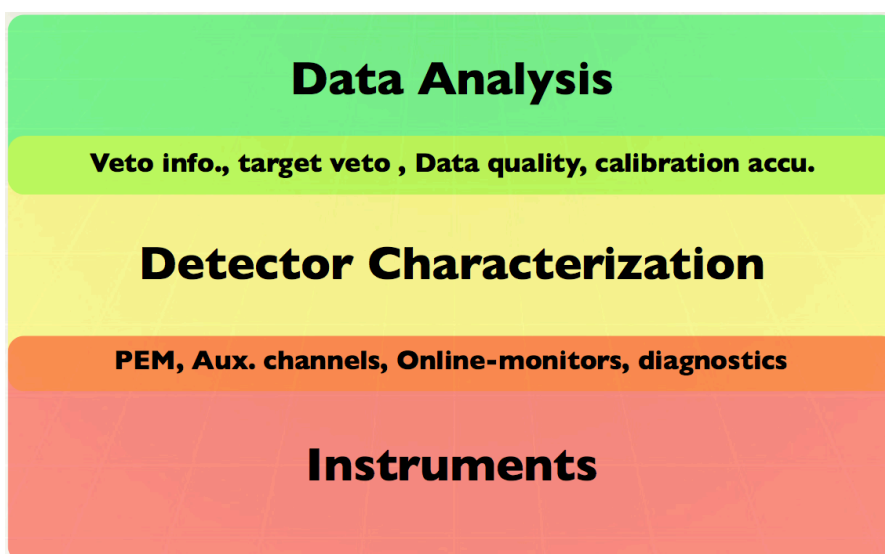 Data Analysis
Veto info., target veto , Data quality, calibration accu.
Detector Characterization
PEM, Aux. channels, Online-monitors, diagnostics
Instruments